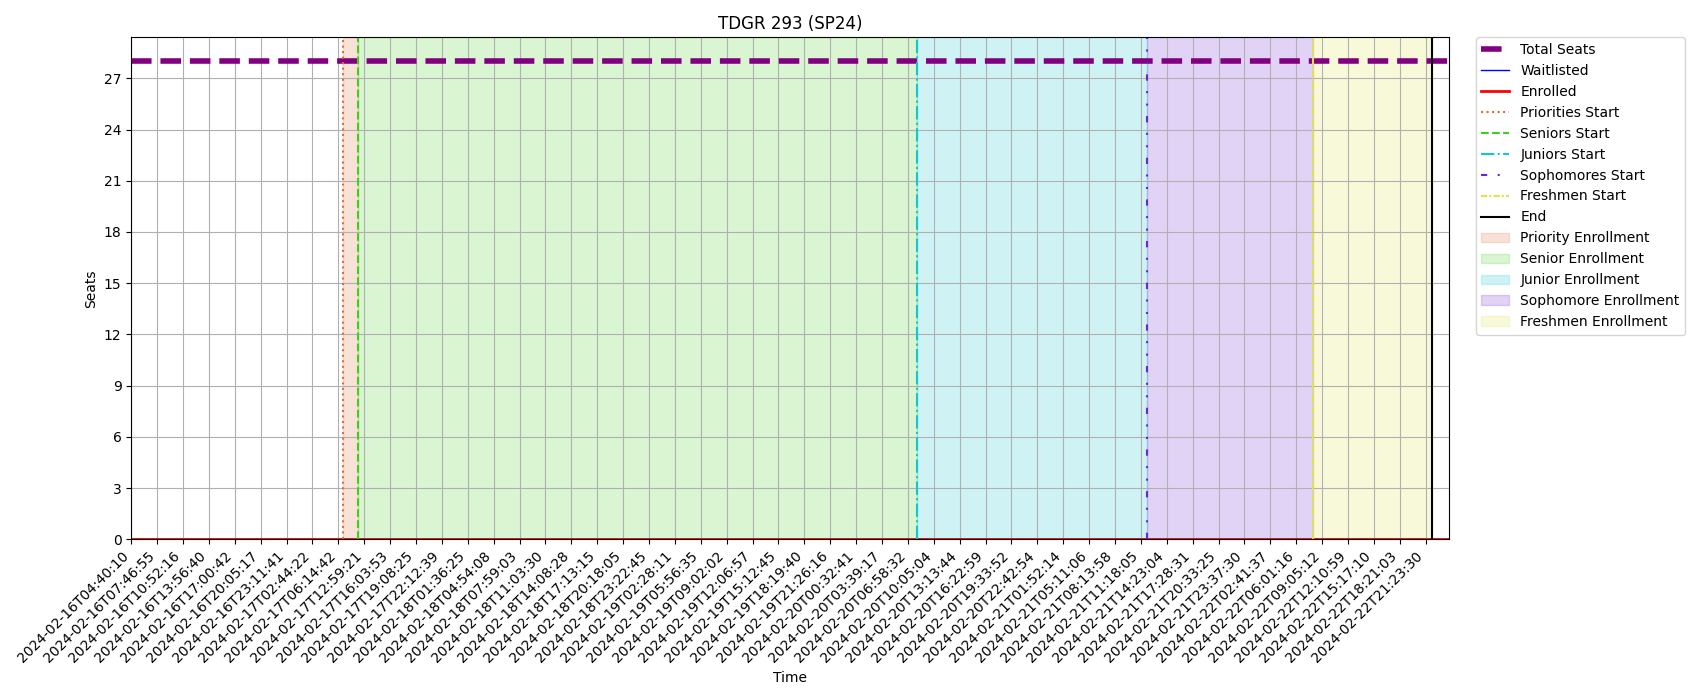 TDGR 293 (SP24)
Total Seats
Waitlisted
Enrolled
Priorities Start
Seniors Start
Juniors Start
Sophomores Start
Freshmen Start
End
Priority Enrollment
Senior Enrollment
Junior Enrollment
Sophomore Enrollment
Freshmen Enrollment
Seats
27
24
21
18
15
12
9
6
3
0
2024-02-16T04:40:10
2024-02-16T07:46:55
2024-02-16T10:52:16
2024-02-16T13:56:40
2024-02-16T17:00:42
2024-02-16T20:05:17
2024-02-16T23:11:41
2024-02-17T02:44:22
2024-02-17T06:14:42
2024-02-17T12:59:21
2024-02-17T16:03:53
2024-02-17T19:08:25
2024-02-17T22:12:39
2024-02-18T01:36:25
2024-02-18T04:54:08
2024-02-18T07:59:03
2024-02-18T11:03:30
2024-02-18T14:08:28
2024-02-18T17:13:15
2024-02-18T20:18:05
2024-02-18T23:22:45
2024-02-19T02:28:11
2024-02-19T05:56:35
2024-02-19T09:02:02
2024-02-19T12:06:57
2024-02-19T15:12:45
2024-02-19T18:19:40
2024-02-19T21:26:16
2024-02-20T00:32:41
2024-02-20T03:39:17
2024-02-20T06:58:32
2024-02-20T10:05:04
2024-02-20T13:13:44
2024-02-20T16:22:59
2024-02-20T19:33:52
2024-02-20T22:42:54
2024-02-21T01:52:14
2024-02-21T05:11:06
2024-02-21T08:13:58
2024-02-21T11:18:05
2024-02-21T14:23:04
2024-02-21T17:28:31
2024-02-21T20:33:25
2024-02-21T23:37:30
2024-02-22T02:41:37
2024-02-22T06:01:16
2024-02-22T09:05:12
2024-02-22T12:10:59
2024-02-22T15:17:10
2024-02-22T18:21:03
2024-02-22T21:23:30
Time